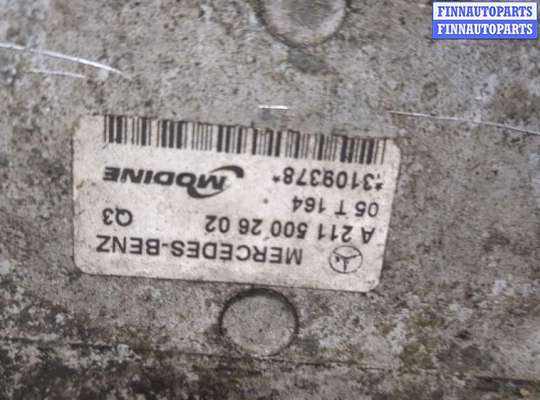 FINNAUTOPARTS
FINNAUTOPARTS
MERCEDES-BENZ
A 211 500 26 02 Q3
05 T 164
*3109378* MODINE